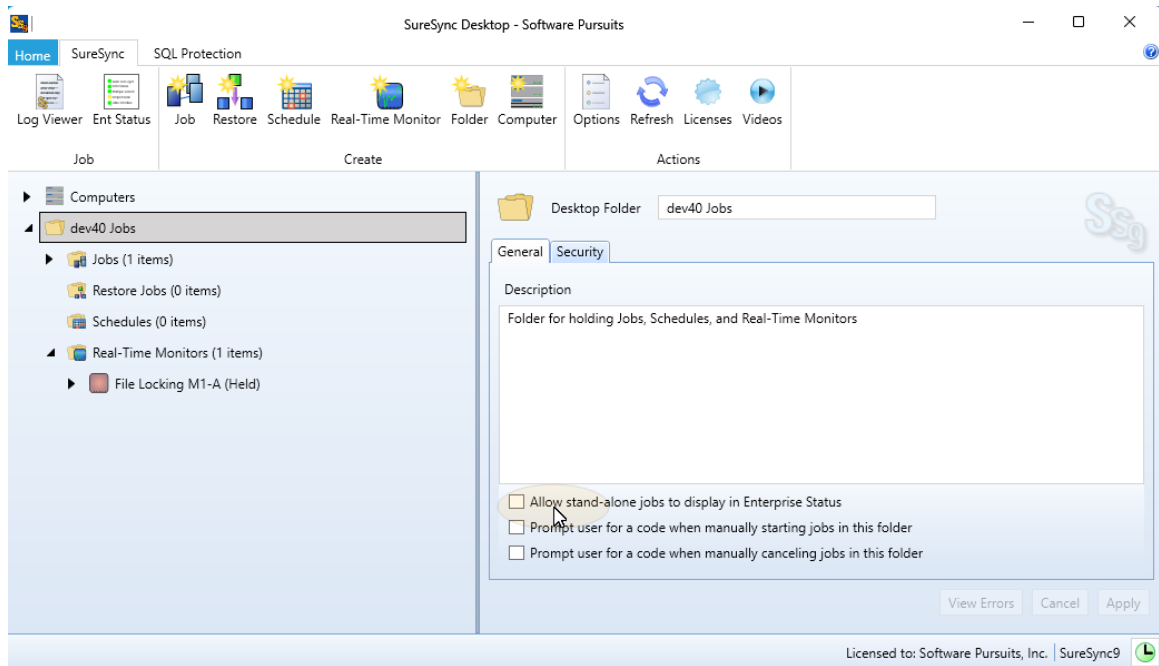 SureSync Desktop - Software Pursuits
Home SureSync SQL Protection
Log Viewer Ent Status Job Restore Schedule Real-Time Monitor Folder Computer Options Refresh Licenses Videos
Job Create Actions
Computers
dev40 Jobs
Jobs (1 items)
Restore Jobs (0 items)
Schedules (0 items)
Real-Time Monitors (1 items)
File Locking M1-A (Held)
Desktop Folder dev40 Jobs
General Security
Description
Folder for holding Jobs, Schedules, and Real-Time Monitors
Allow stand-alone jobs to display in Enterprise Status
Prompt user for a code when manually starting jobs in this folder
Prompt user for a code when manually canceling jobs in this folder
View Errors Cancel Apply
Licensed to: Software Pursuits, Inc. SureSync9